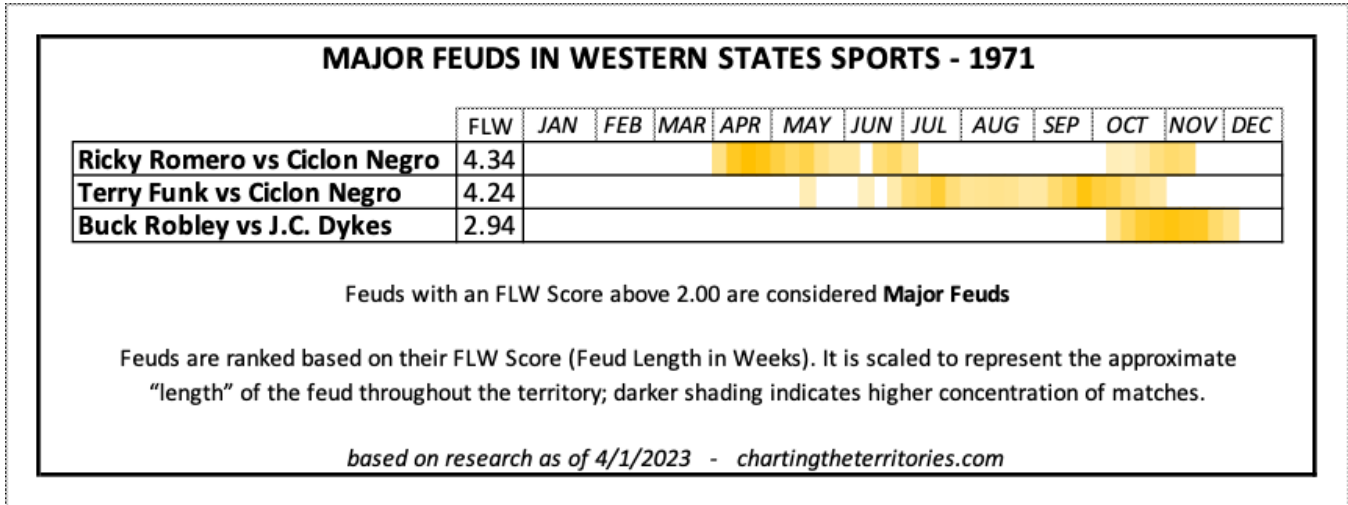 MAJOR FEUDS IN WESTERN STATES SPORTS - 1971
FLW JAN FEB MAR APR MAY JUN JUL AUG SEP OCT NOV DEC
Ricky Romero vs Ciclon Negro 4.34
Terry Funk vs Ciclon Negro 4.24
Buck Robley vs J.C. Dykes 2.94
Feuds with an FLW Score above 2.00 are considered Major Feuds
Feuds are ranked based on their FLW Score (Feud Length in Weeks). It is scaled to represent the approximate
“length” of the feud throughout the territory; darker shading indicates higher concentration of matches.
based on research as of 4/1/2023 - chartingtheterritories.com